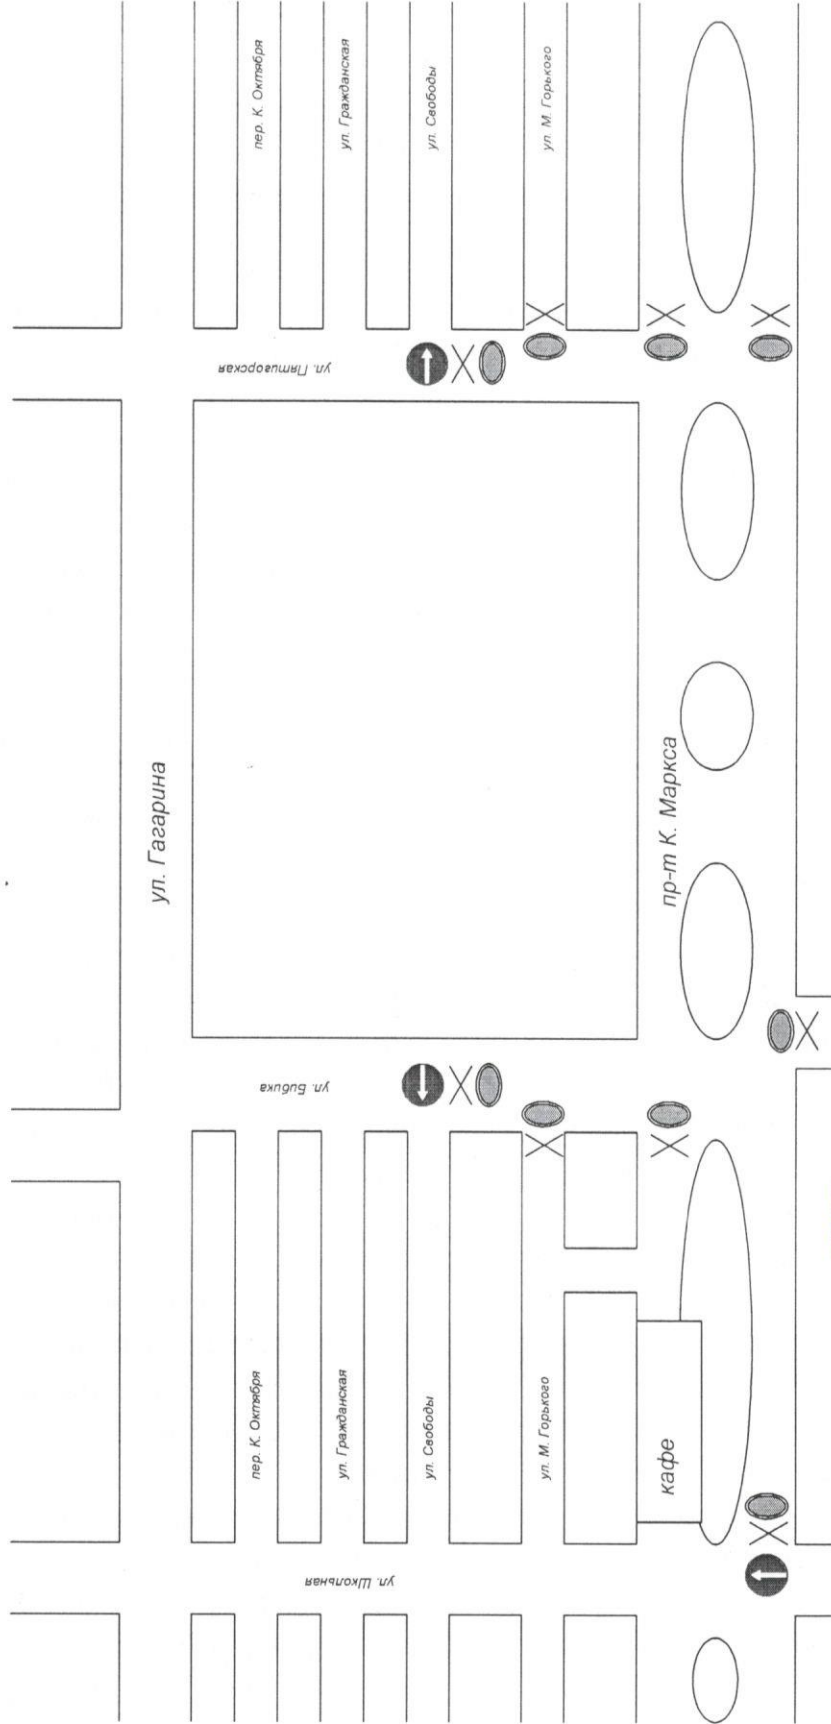 пер. К. Октября
ул. Гражданская
ул. Свободы
ул. М. Горького
ул. Пятигорская
ул. Гагарина
пр-т К. Маркса
ул. Бибика
пер. К. Октября
ул. Гражданская
ул. Свободы
ул. М. Горького
кафе
ул. Школьная